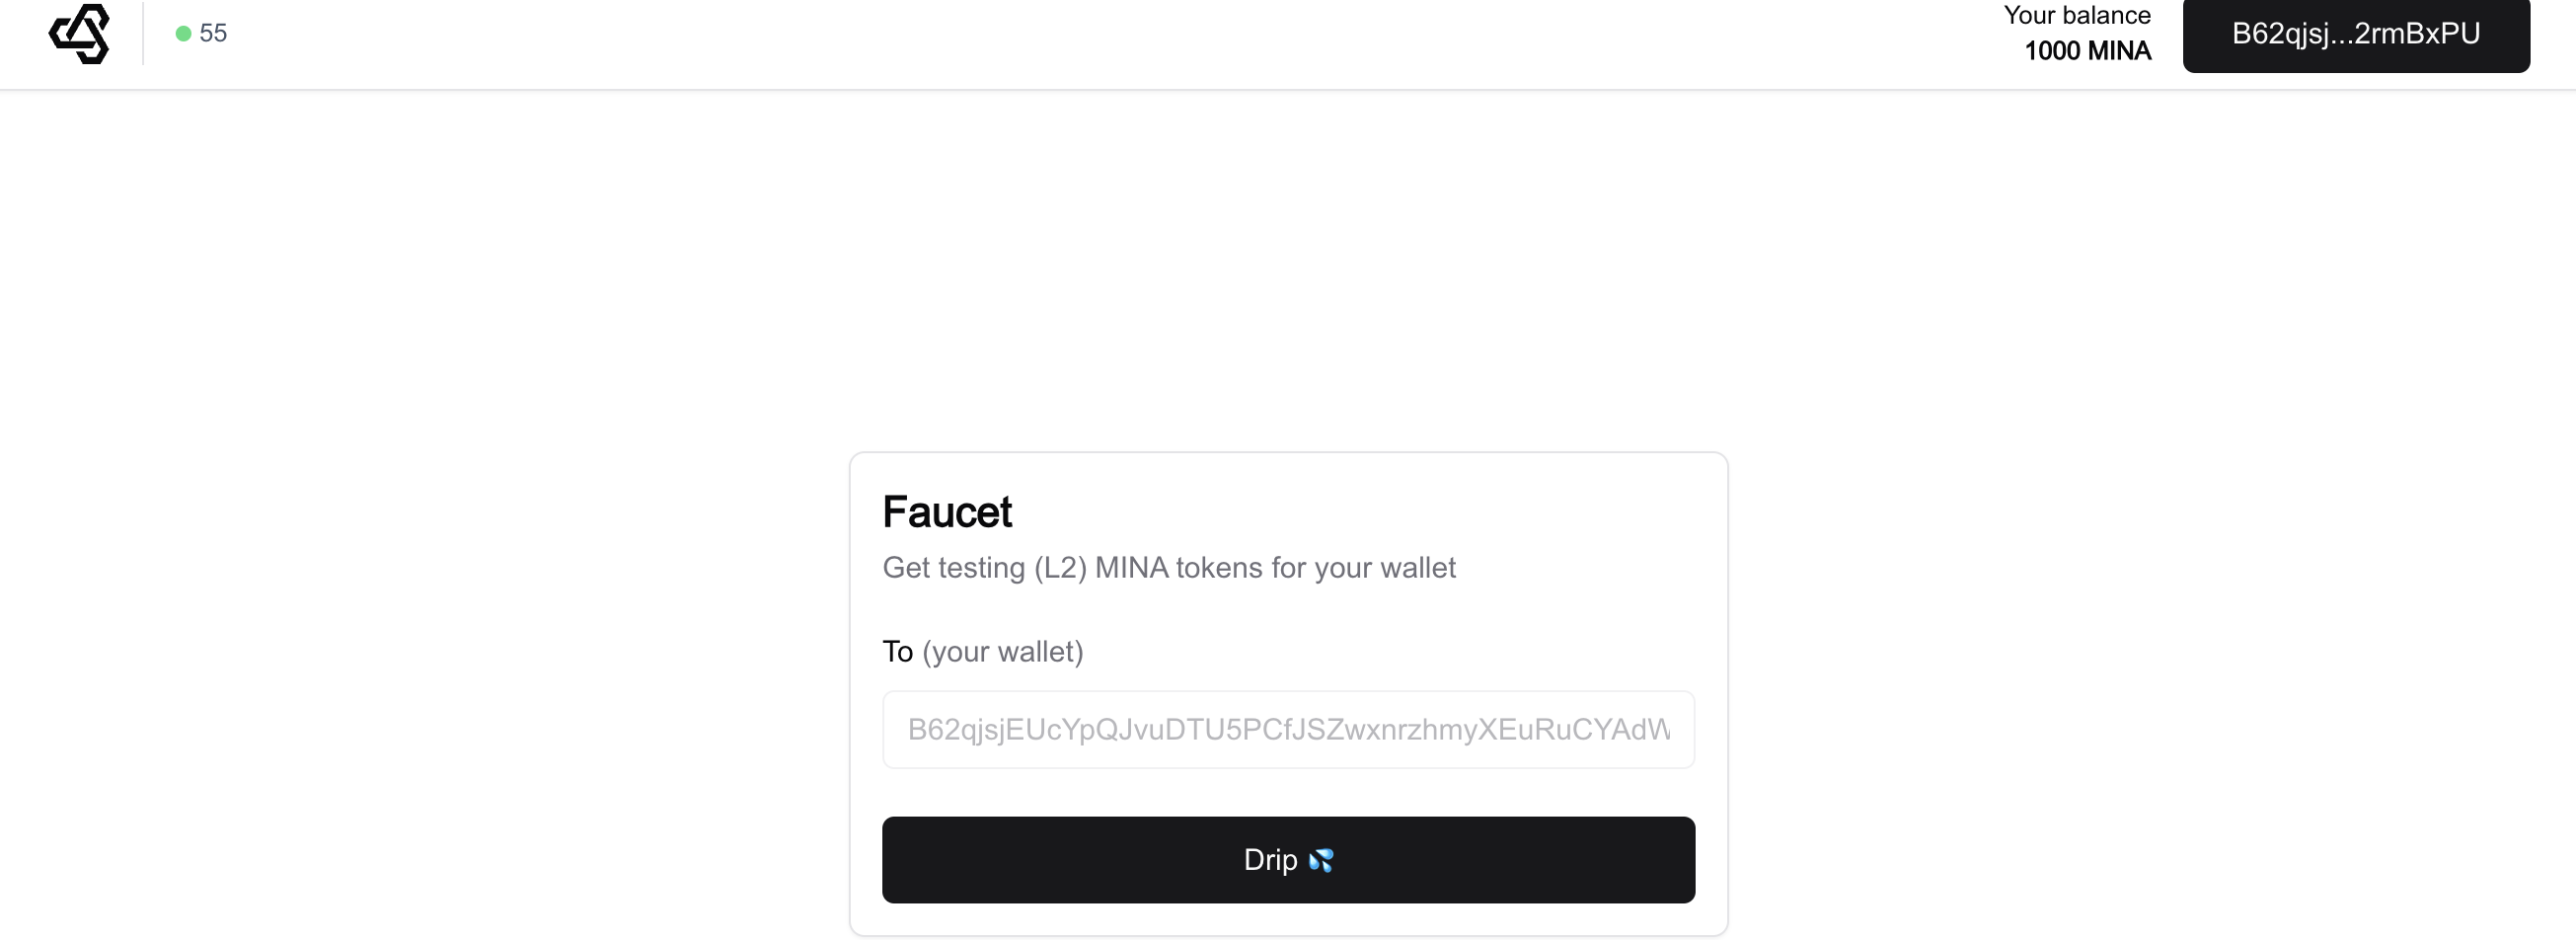 55
Your balance
1000 MINA
B62qjsj...2rmBxPU
Faucet
Get testing (L2) MINA tokens for your wallet
To (your wallet)
B62qjsjEUcYpQJvuDTU5PCfJSZwxnrzhmyXEuRuCYAdW
Drip 💦